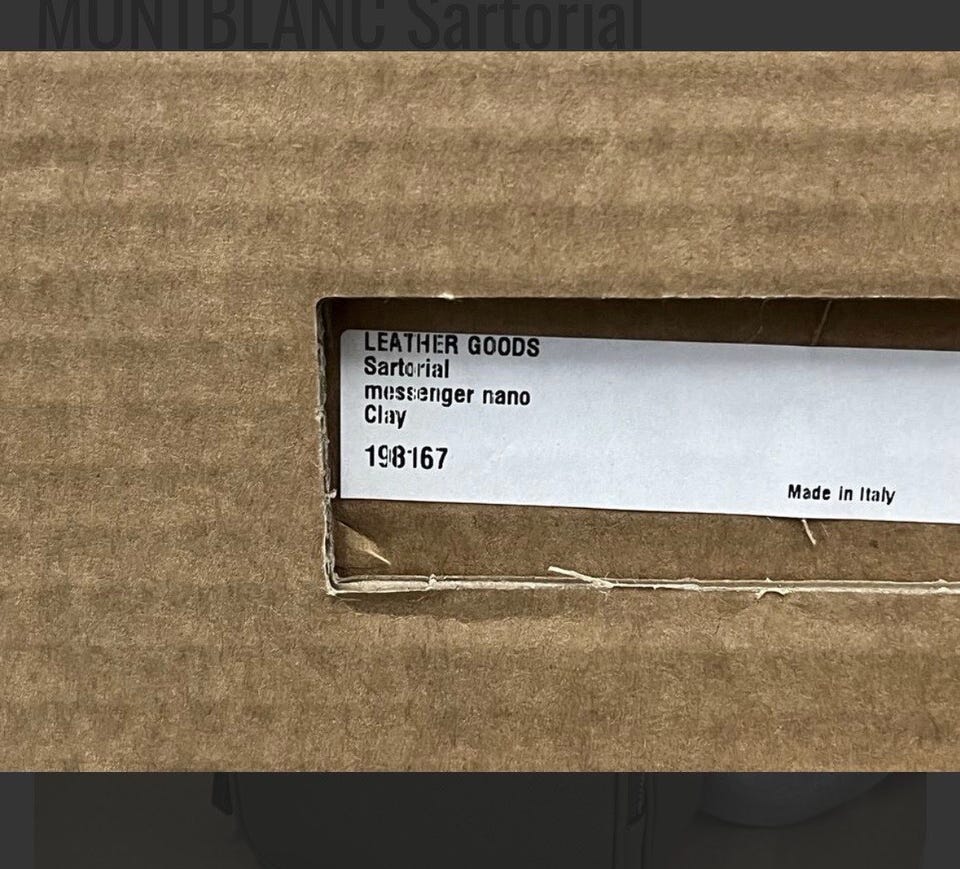 MONTBLANC Sartorial
LEATHER GOODS
Sartorial
messenger nano
Clay
198167
Made in Italy